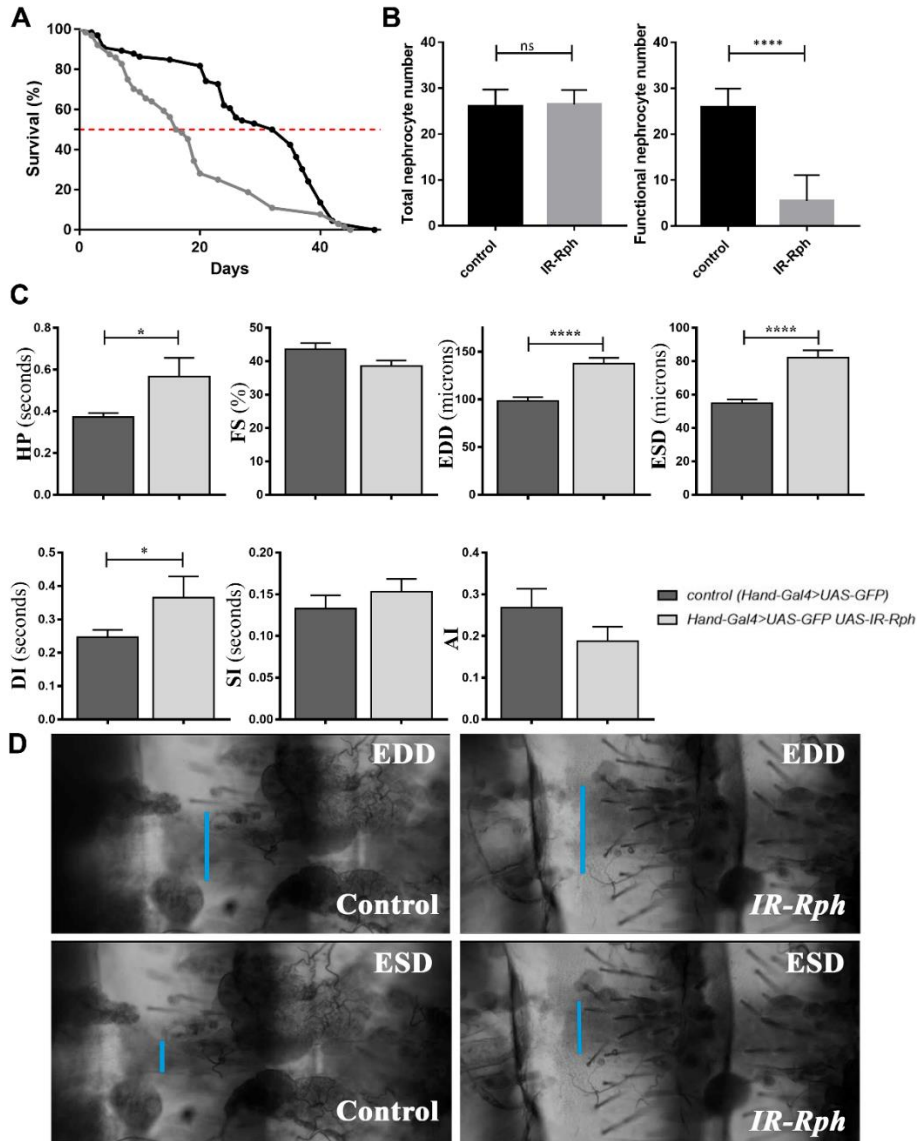 A
100
80
60
40
20
0
Survival (%)
0 20 40
Days
B
40
30
20
10
0
Total nephrocyte number
ns
control IR-Rph
40
30
20
10
0
Functional nephrocyte number
****
control IR-Rph
C
0.8
0.6
0.4
0.2
0.0
HP (seconds)
*
50
40
30
20
10
0
FS (%)
150
100
50
0
EDD (microns)
****
100
80
60
40
20
0
ESD (microns)
****
0.5
0.4
0.3
0.2
0.1
0.0
DI (seconds)
*
0.20
0.15
0.10
0.05
0.00
SI (seconds)
0.4
0.3
0.2
0.1
0.0
AI
control (Hand-Gal4>UAS-GFP)
Hand-Gal4>UAS-GFP UAS-IR-Rph
D
EDD
Control
EDD
IR-Rph
ESD
Control
ESD
IR-Rph